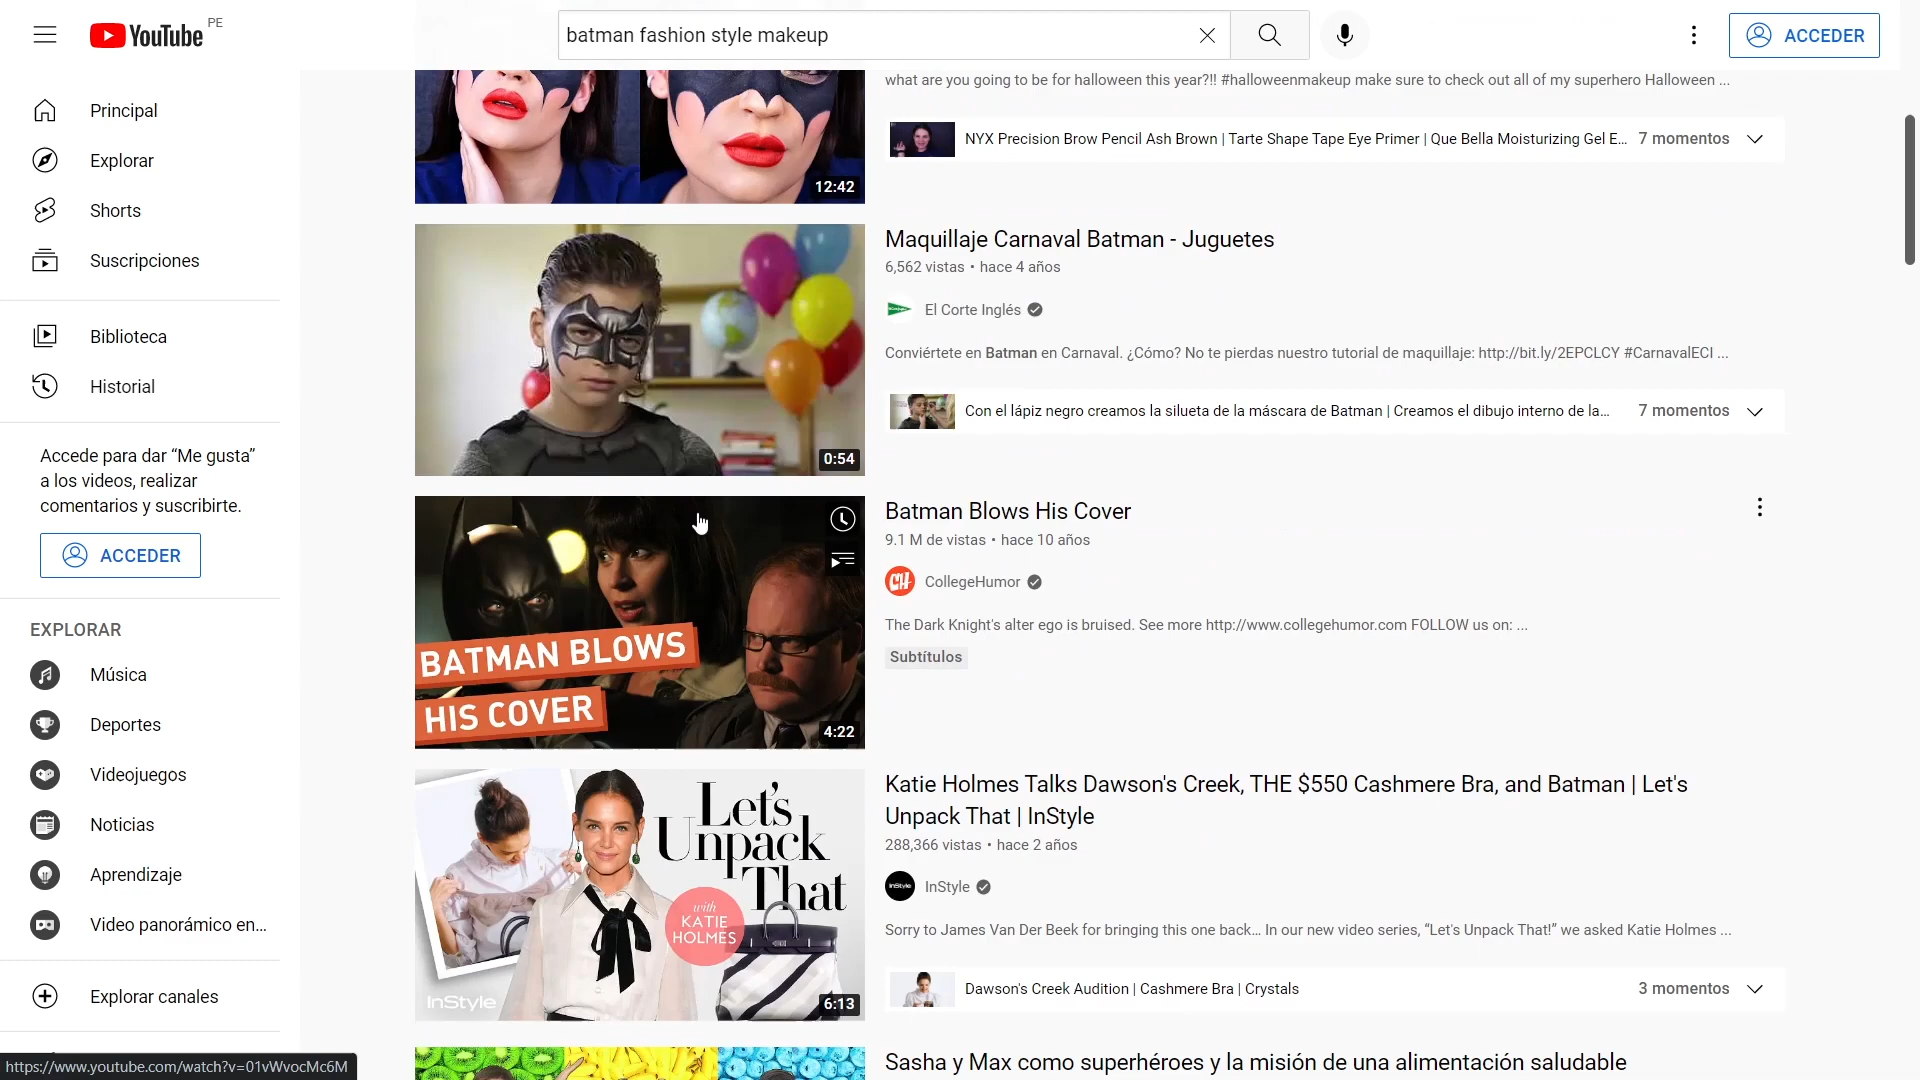 YouTube PE
batman fashion style makeup
ACCEDER
Principal
Explorar
Shorts
Suscripciones
Biblioteca
Historial
Accede para dar “Me gusta”
a los videos, realizar
comentarios y suscribirte.
ACCEDER
EXPLORAR
Música
Deportes
Videojuegos
Noticias
Aprendizaje
Video panorámico en...
Explorar canales
https://www.youtube.com/watch?v=01vWvocMc6M
12:42
what are you going to be for halloween this year?!! #halloweenmakeup make sure to check out all of my superhero Halloween ...
NYX Precision Brow Pencil Ash Brown | Tarte Shape Tape Eye Primer | Que Bella Moisturizing Gel E...
7 momentos
0:54
Maquillaje Carnaval Batman - Juguetes
6,562 vistas • hace 4 años
El Corte Inglés
Conviértete en Batman en Carnaval. ¿Cómo? No te pierdas nuestro tutorial de maquillaje: http://bit.ly/2EPCLCY #CarnavalECI ...
Con el lápiz negro creamos la silueta de la máscara de Batman | Creamos el dibujo interno de la...
7 momentos
BATMAN BLOWS
HIS COVER
4:22
Batman Blows His Cover
9.1 M de vistas • hace 10 años
CH CollegeHumor
The Dark Knight's alter ego is bruised. See more http://www.collegehumor.com FOLLOW us on: ...
Subtítulos
Let's
Unpack
That
with
KATIE
HOLMES
InStyle
6:13
Katie Holmes Talks Dawson's Creek, THE $550 Cashmere Bra, and Batman | Let's
Unpack That | InStyle
288,366 vistas • hace 2 años
InStyle InStyle
Sorry to James Van Der Beek for bringing this one back… In our new video series, “Let's Unpack That!” we asked Katie Holmes ...
Dawson's Creek Audition | Cashmere Bra | Crystals
3 momentos
Sasha y Max como superhéroes y la misión de una alimentación saludable